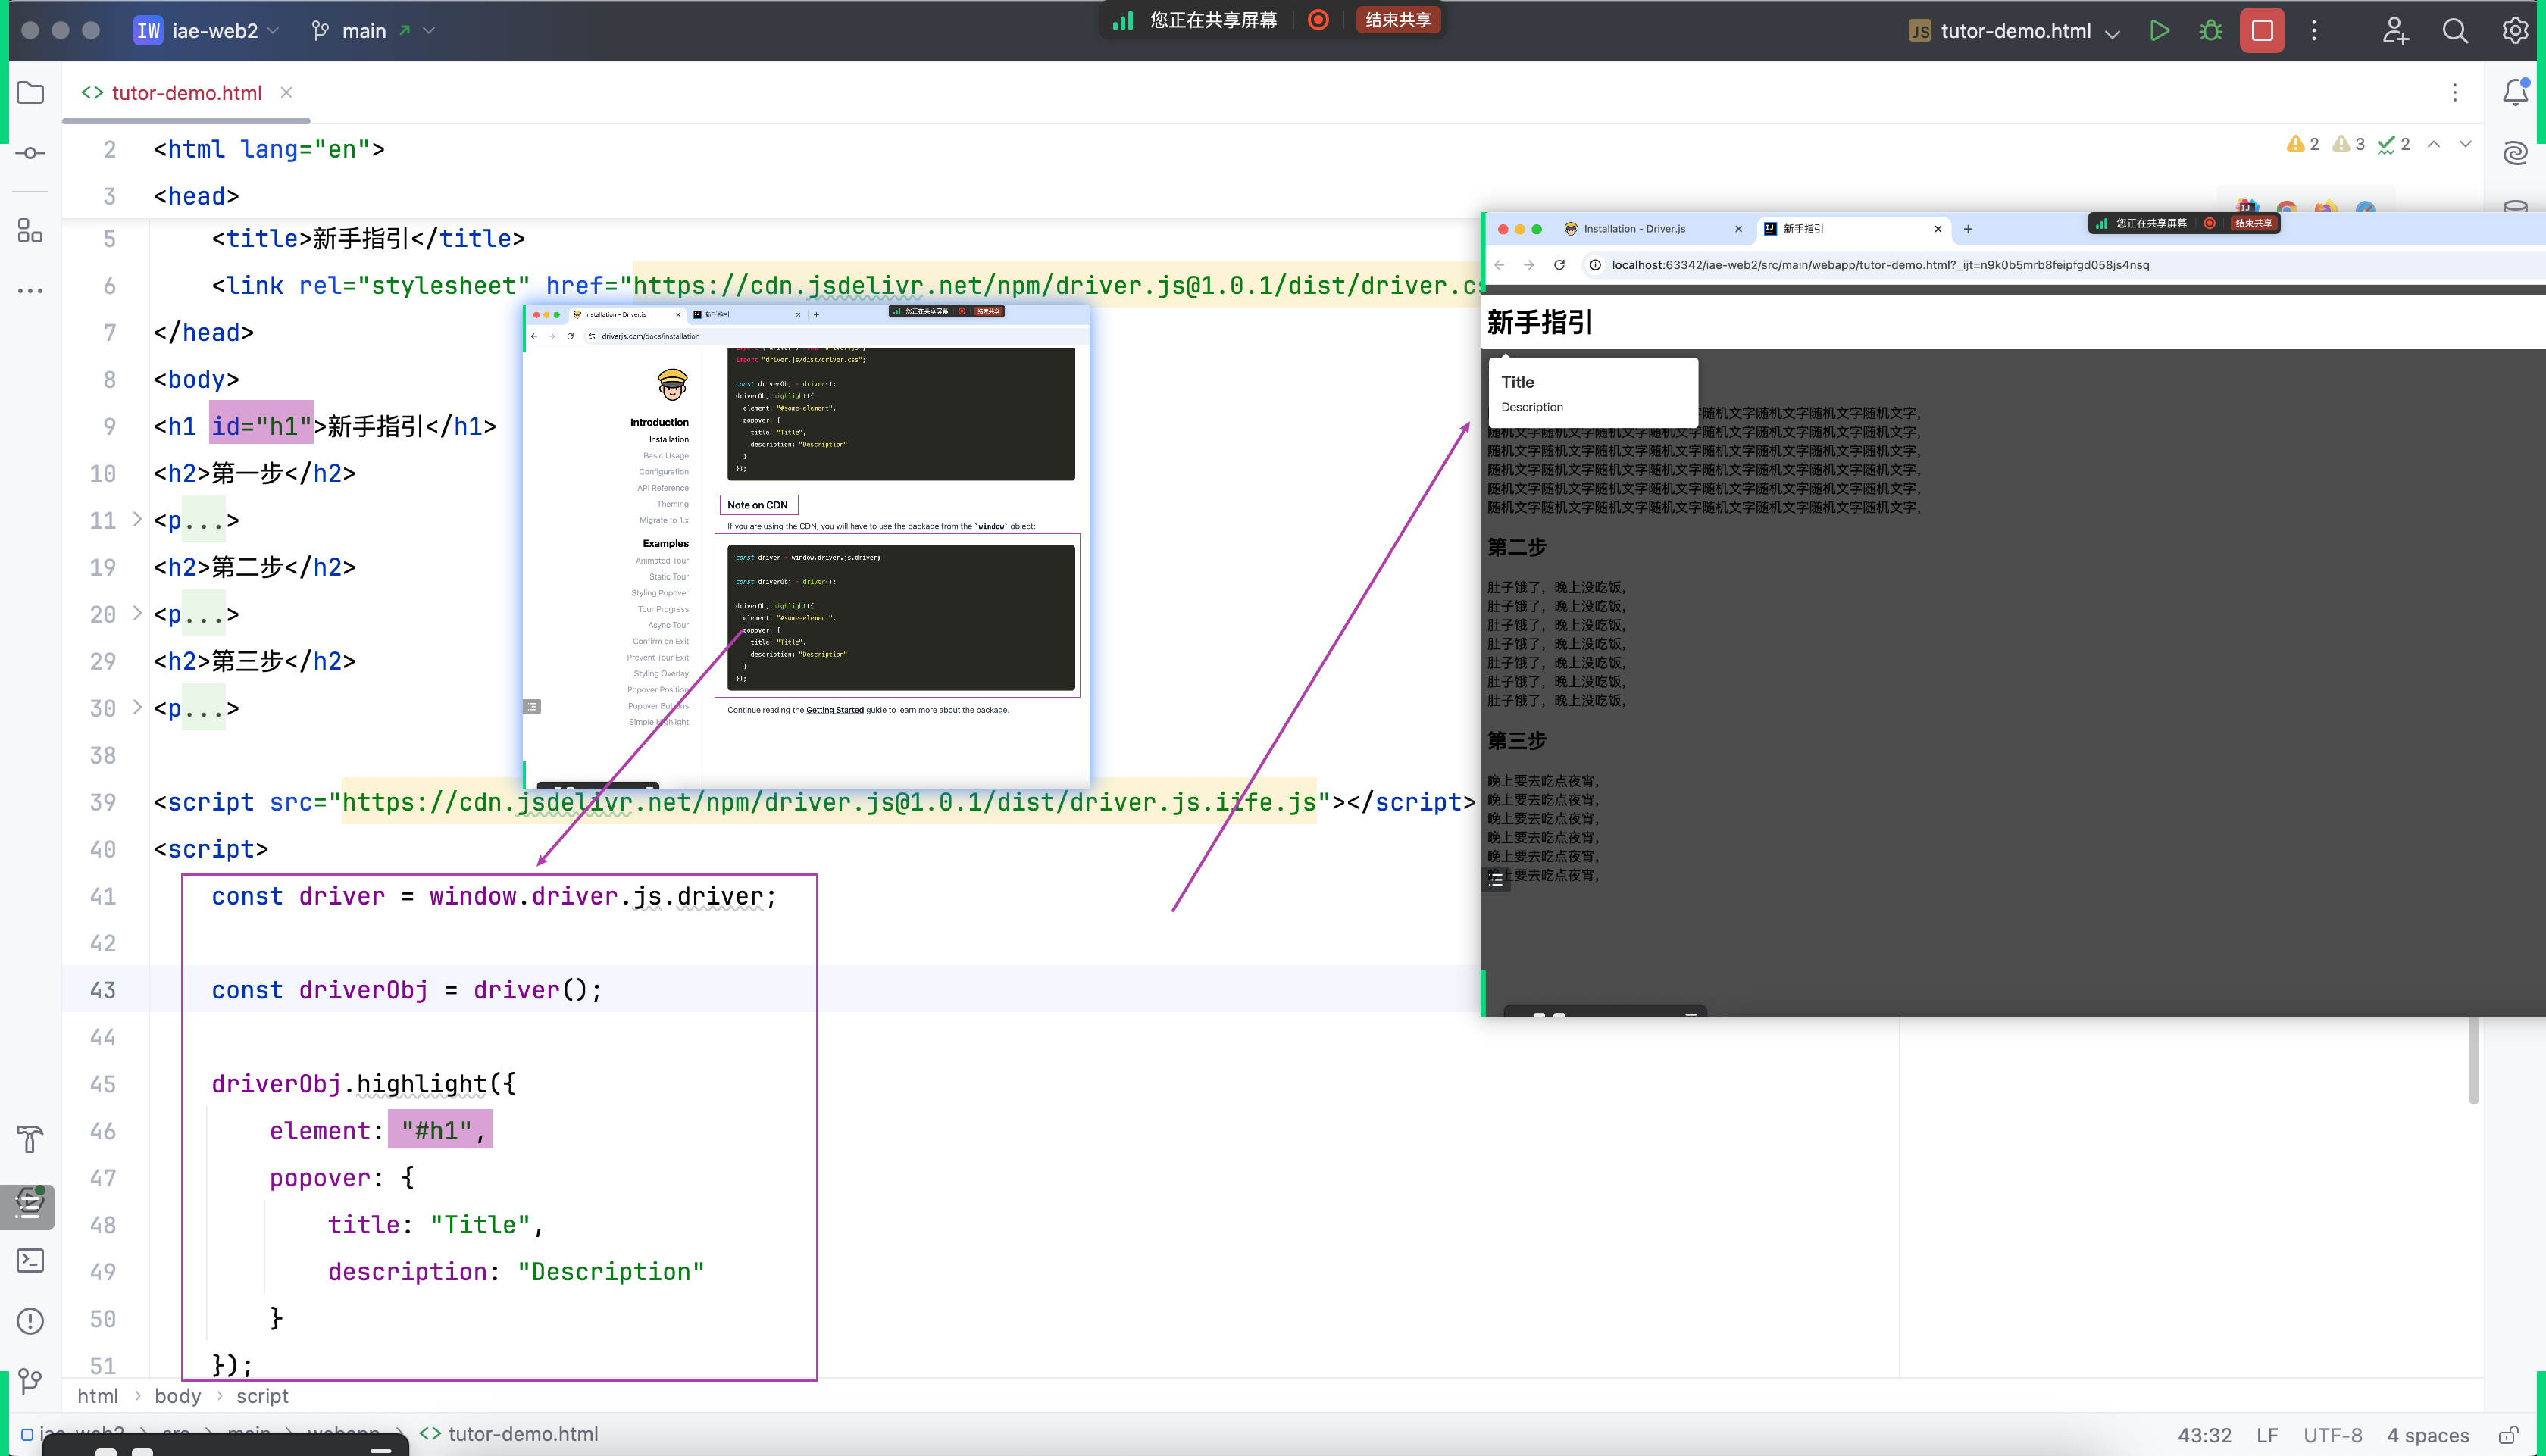 IW iae-web2
main
您正在共享屏幕
结束共享
JS tutor-demo.html
<> tutor-demo.html
2 <html lang="en">
3 <head>
2 3 2
5 <title>新手指引</title>
6 <link rel="stylesheet" href="https://cdn.jsdelivr.net/npm/driver.js@1.0.1/dist/driver.cs
7 </head>
8 <body>
9 <h1 id="h1">新手指引</h1>
10 <h2>第一步</h2>
11 <p...>
19 <h2>第二步</h2>
20 <p...>
29 <h2>第三步</h2>
30 <p...>
38
39 <script src="https://cdn.jsdelivr.net/npm/driver.js@1.0.1/dist/driver.js.iife.js"></script>
40 <script>
41 const driver = window.driver.js.driver;
42
43 const driverObj = driver();
44
45 driverObj.highlight({
46 element: "#h1",
47 popover: {
48 title: "Title",
49 description: "Description"
50 }
51 });
html > body > script
<> tutor-demo.html
43:32 LF UTF-8 4 spaces
Installation - Driver.js
新手指引
您正在共享屏幕
结束共享
driverjs.com/docs/installation
Introduction
Installation
Basic Usage
Configuration
API Reference
Theming
Migrate to 1.x
Examples
Animated Tour
Static Tour
Styling Popover
Tour Progress
Async Tour
Confirm on Exit
Prevent Tour Exit
Styling Overlay
Popover Position
Popover Buttons
Simple Highlight
import "driver.js/dist/driver.css";
const driverObj = driver();
driverObj.highlight({
element: "#some-element",
popover: {
title: "Title",
description: "Description"
}
});
Note on CDN
If you are using the CDN, you will have to use the package from the `window` object:
const driver = window.driver.js.driver;
const driverObj = driver();
driverObj.highlight({
element: "#some-element",
popover: {
title: "Title",
description: "Description"
}
});
Continue reading the Getting Started guide to learn more about the package.
Installation - Driver.js
新手指引
您正在共享屏幕
结束共享
localhost:63342/iae-web2/src/main/webapp/tutor-demo.html?_ijt=n9k0b5mrb8feipfgd058js4nsq
新手指引
Title
Description
随机文字随机文字随机文字随机文字,
随机文字随机文字随机文字随机文字随机文字随机文字随机文字随机文字,
随机文字随机文字随机文字随机文字随机文字随机文字随机文字随机文字,
随机文字随机文字随机文字随机文字随机文字随机文字随机文字随机文字,
随机文字随机文字随机文字随机文字随机文字随机文字随机文字随机文字,
随机文字随机文字随机文字随机文字随机文字随机文字随机文字随机文字,
第二步
肚子饿了，晚上没吃饭,
肚子饿了，晚上没吃饭,
肚子饿了，晚上没吃饭,
肚子饿了，晚上没吃饭,
肚子饿了，晚上没吃饭,
肚子饿了，晚上没吃饭,
肚子饿了，晚上没吃饭,
第三步
晚上要去吃点夜宵,
晚上要去吃点夜宵,
晚上要去吃点夜宵,
晚上要去吃点夜宵,
晚上要去吃点夜宵,
上要去吃点夜宵,